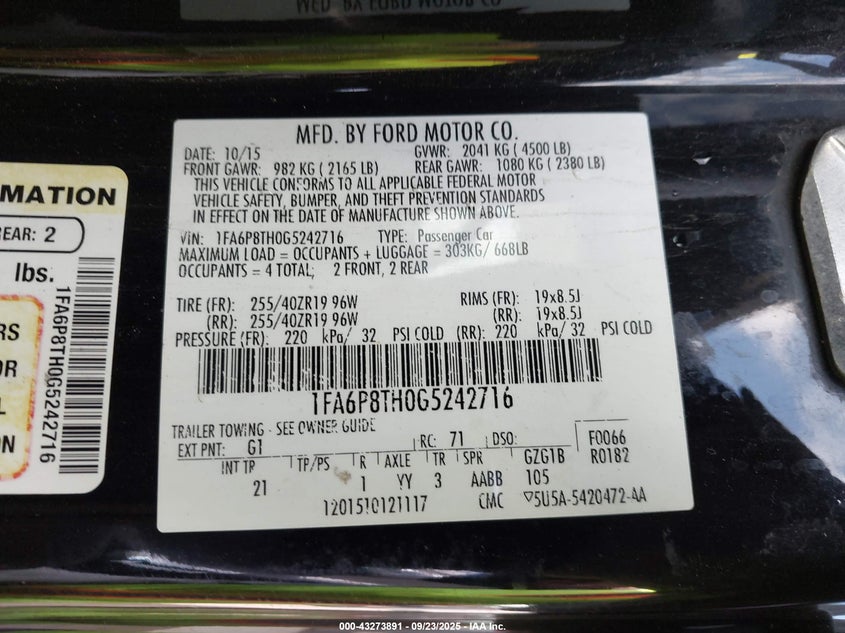 MFD. BY FORD MOTOR CO.
DATE: 10/15 GVWR: 2041 KG ( 4500 LB)
FRONT GAWR: 982 KG ( 2165 LB) REAR GAWR: 1080 KG ( 2380 LB)
THIS VEHICLE CONFORMS TO ALL APPLICABLE FEDERAL MOTOR
VEHICLE SAFETY, BUMPER, AND THEFT PREVENTION STANDARDS
IN EFFECT ON THE DATE OF MANUFACTURE SHOWN ABOVE.
VIN: 1FA6P8TH0G5242716 TYPE: Passenger Car
MAXIMUM LOAD = OCCUPANTS + LUGGAGE = 303KG/ 668LB
OCCUPANTS = 4 TOTAL; 2 FRONT, 2 REAR
TIRE (FR): 255/40ZR19 96W RIMS (FR): 19x8.5J
(RR): 255/40ZR19 96W (RR): 19x8.5J
PRESSURE (FR): 220 kPa/ 32 PSI COLD (RR): 220 kPa/ 32 PSI COLD
1FA6P8TH0G5242716
TRAILER TOWING - SEE OWNER GUIDE
EXT PNT: G1 RC: 71 DSO: F0066
R0182
INT TP TP/PS R AXLE TR SPR GZG1B
21 1 YY 3 AABB 105
1201510121117 CMC ▽5U5A-5420472-AA
MATION
REAR: 2
lbs.
1FA6P8TH0G5242716
RS
OR
L
ON
000-43273891 - 09/23/2025 - IAA Inc.